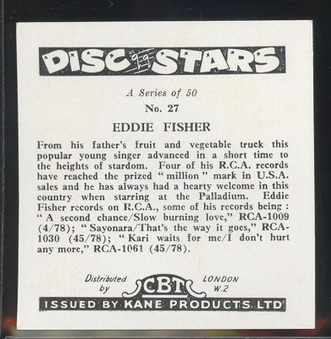 DISC STARS
A Series of 50
No. 27
EDDIE FISHER
From his father's fruit and vegetable truck this
popular young singer advanced in a short time to
the heights of stardom. Four of his R.C.A. records
have reached the prized " million " mark in U.S.A.
sales and he has always had a hearty welcome in this
country when starring at the Palladium. Eddie
Fisher records on R.C.A., some of his records being :
" A second chance/Slow burning love," RCA-1009
(4/78); " Sayonara/That's the way it goes," RCA-
1030 (45/78); " Kari waits for me/I don't hurt
any more," RCA-1061 (45/78).
Distributed by CBT LONDON W.2
ISSUED BY KANE PRODUCTS. LTD